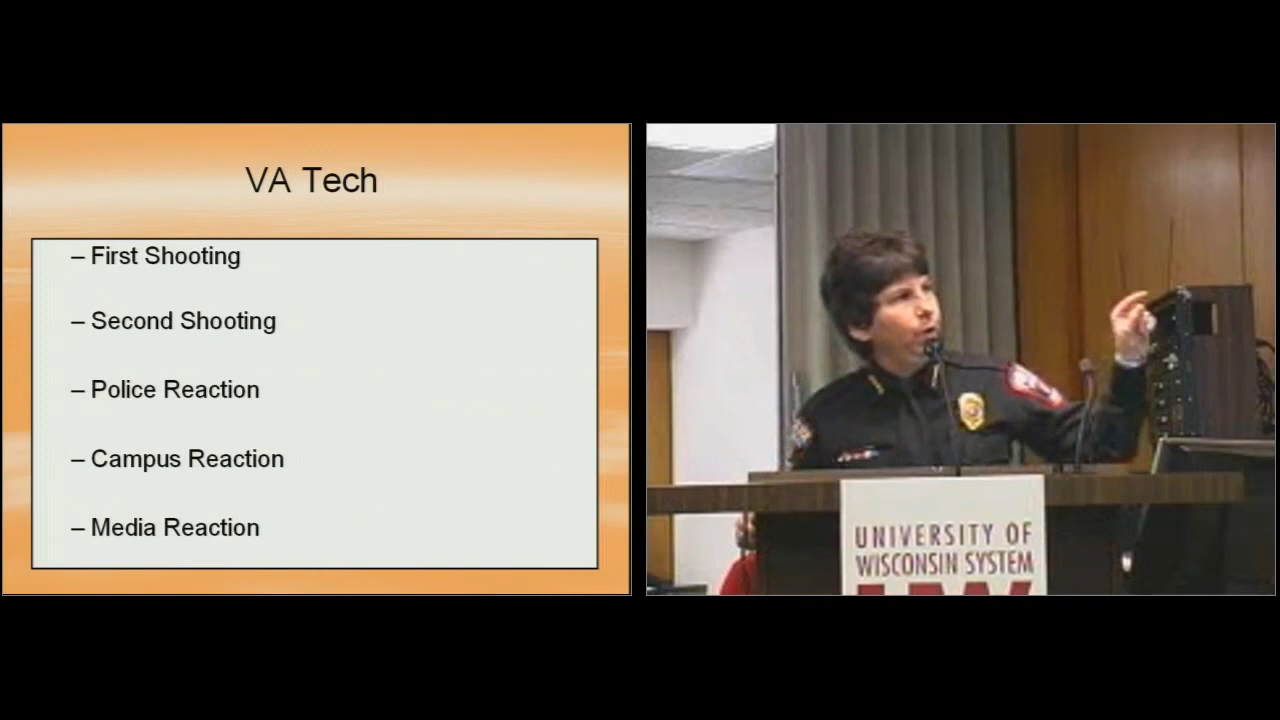 VA Tech
– First Shooting
– Second Shooting
– Police Reaction
– Campus Reaction
– Media Reaction
UNIVERSITY OF
WISCONSIN SYSTEM